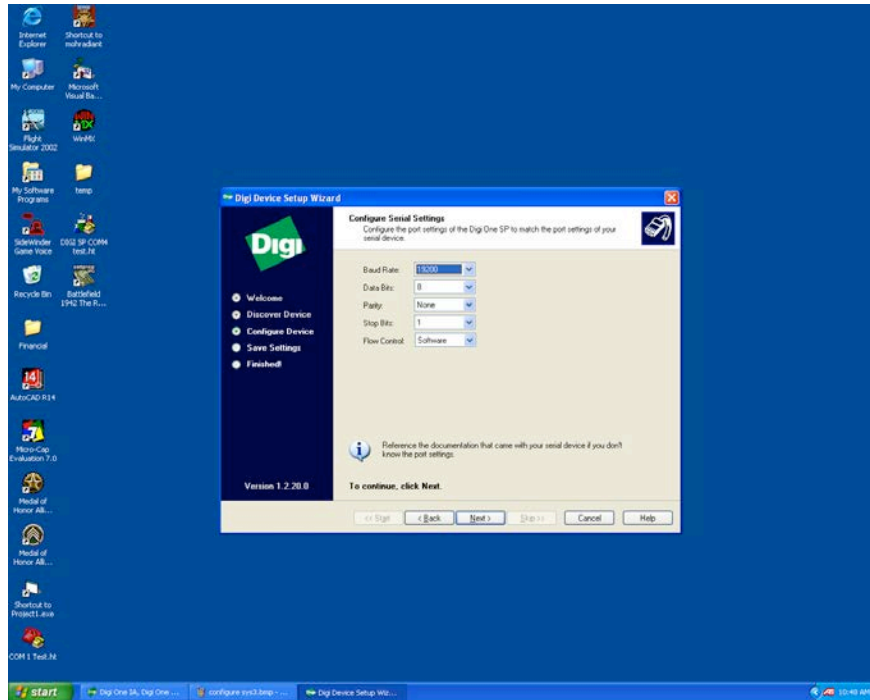 Internet
Explorer
Shortcut to
mohradiant
My Computer
Microsoft
Visual Ba...
Flight
Simulator 2002
WinMX
My Software
Programs
temp
SideWinder
Game Voice
DIGI SP COM4
test.ht
Recycle Bin
Battlefield
1942 The R...
Financial
AutoCAD R14
Micro-Cap
Evaluation 7.0
Medal of
Honor All...
Medal of
Honor Alli...
Shortcut to
Project1.exe
COM 1 Test.ht
Digi Device Setup Wizard
Digi
Welcome
Discover Device
Configure Device
Save Settings
Finished!
Version 1.2.20.0
Configure Serial Settings
Configure the port settings of the Digi One SP to match the port settings of your
serial device.
Baud Rate: 19200
Data Bits: 8
Parity: None
Stop Bits: 1
Flow Control: Software
Reference the documentation that came with your serial device if you don't
know the port settings.
To continue, click Next.
<< Start
< Back
Next >
Skip >>
Cancel
Help
start
Digi One IA, Digi One ...
configure sys3.bmp - ...
Digi Device Setup Wiz...
10:48 AM